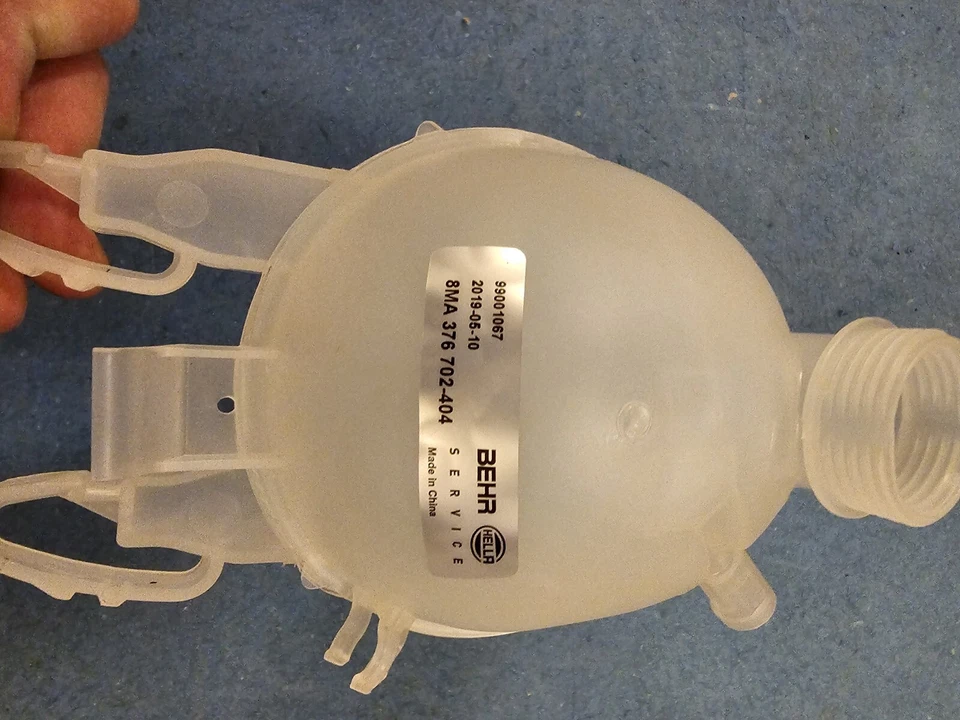 99001067
2019-05-10
8MA 376 702-404
BEHR HELLA
SERVICE
Made in China